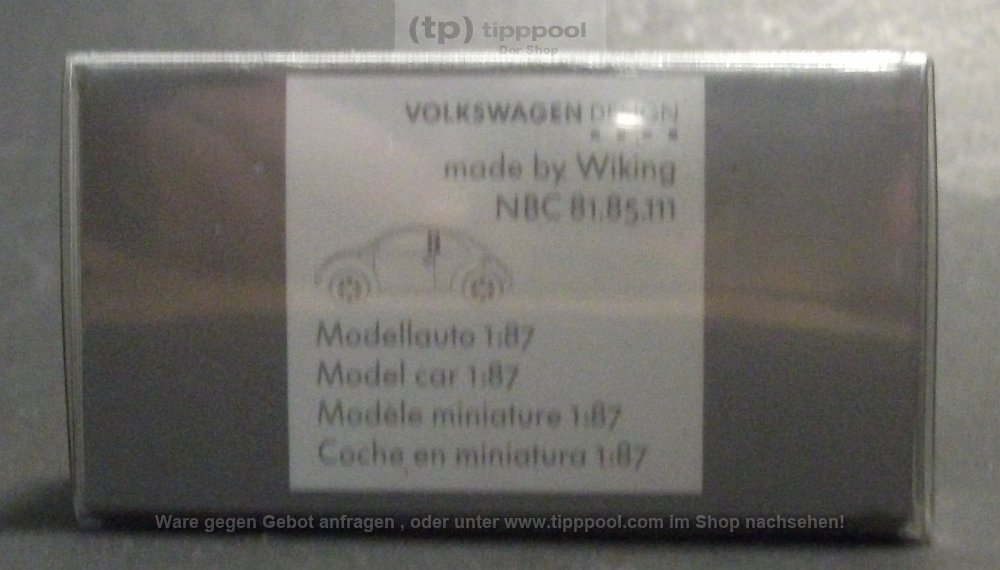 (tp) tipppool
Der Shop
VOLKSWAGEN DESIGN
made by Wiking
NBC 81.85.111
Modellauto 1:87
Model car 1:87
Modèle miniature 1:87
Coche en miniatura 1:87
Ware gegen Gebot anfragen , oder unter www.tipppool.com im Shop nachsehen!